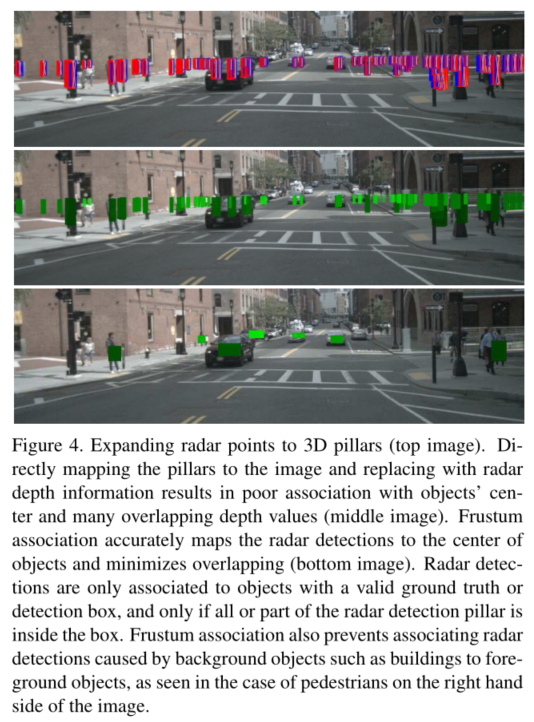 Figure 4. Expanding radar points to 3D pillars (top image). Di-
rectly mapping the pillars to the image and replacing with radar
depth information results in poor association with objects' cen-
ter and many overlapping depth values (middle image). Frustum
association accurately maps the radar detections to the center of
objects and minimizes overlapping (bottom image). Radar detec-
tions are only associated to objects with a valid ground truth or
detection box, and only if all or part of the radar detection pillar is
inside the box. Frustum association also prevents associating radar
detections caused by background objects such as buildings to fore-
ground objects, as seen in the case of pedestrians on the right hand
side of the image.